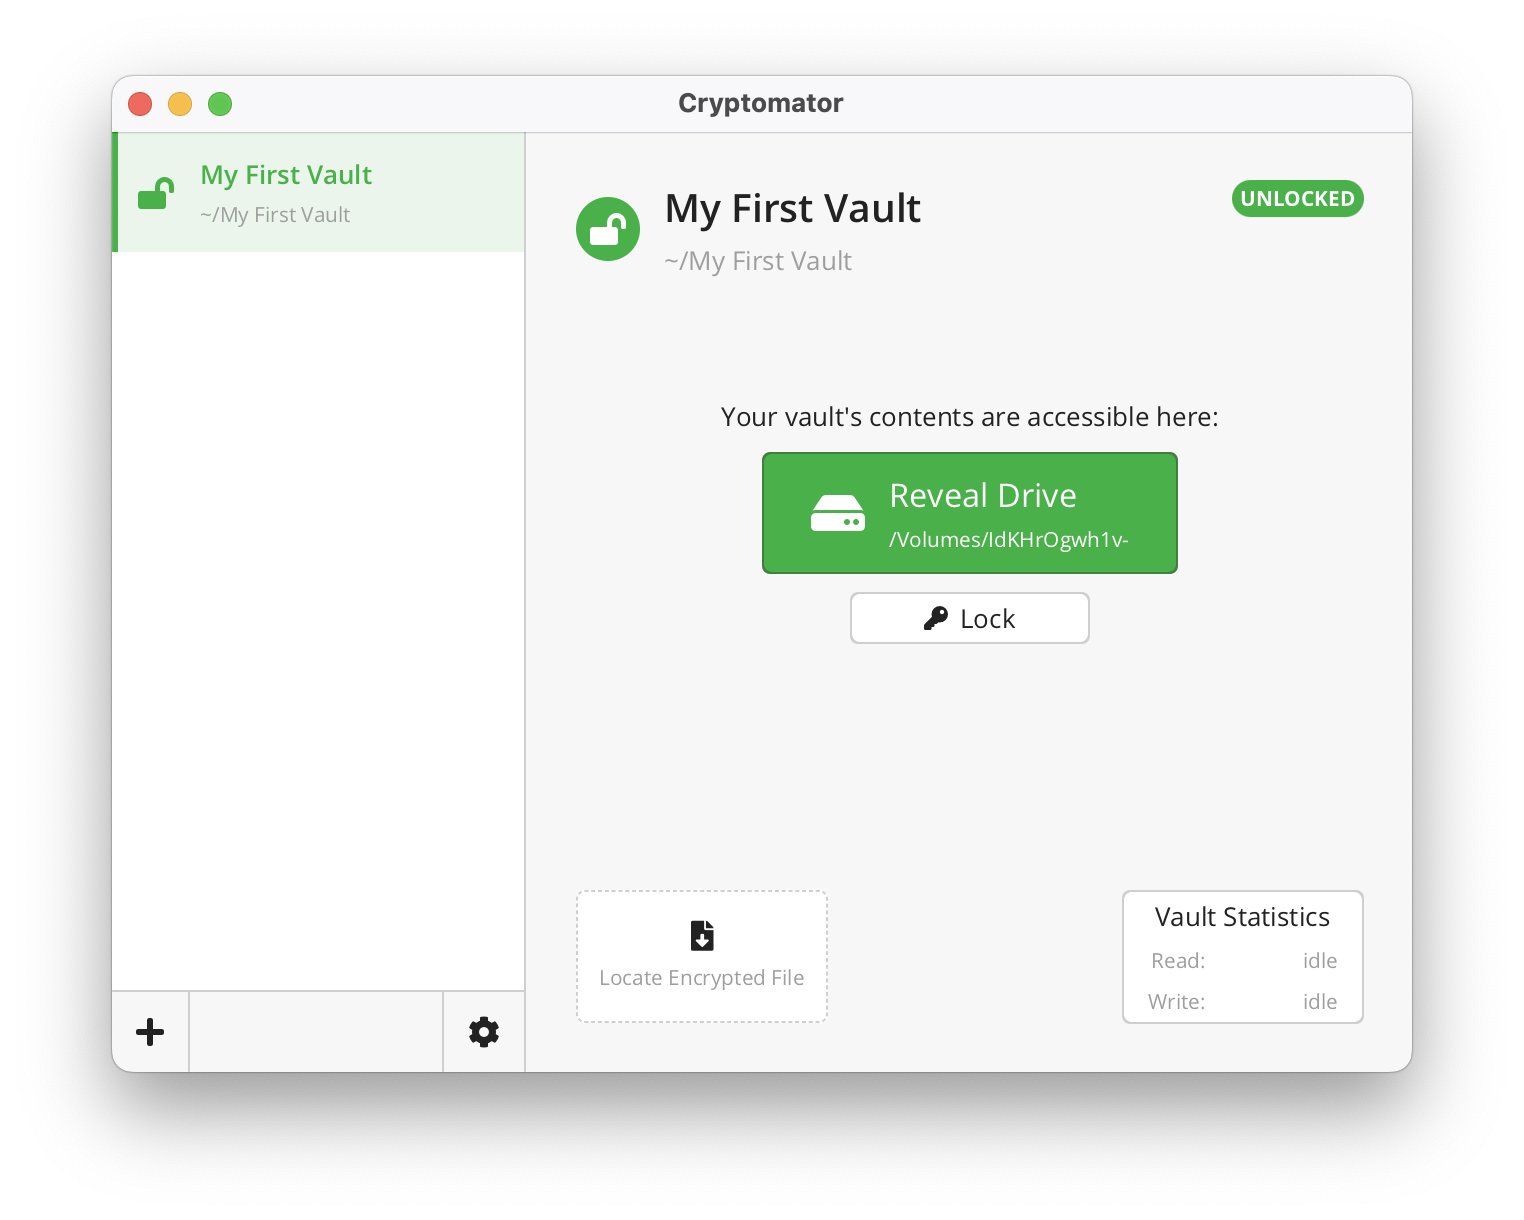 Cryptomator
My First Vault
~/My First Vault
My First Vault
~/My First Vault
UNLOCKED
Your vault's contents are accessible here:
Reveal Drive
/Volumes/IdKHrOgwh1v-
Lock
Locate Encrypted File
Vault Statistics
Read: idle
Write: idle